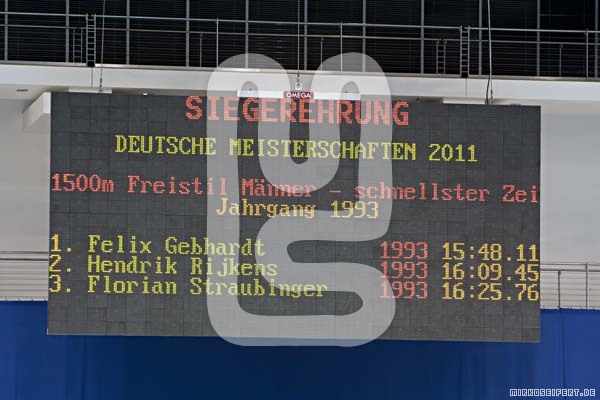 OMEGA
SIEGEREHRUNG
DEUTSCHE MEISTERSCHAFTEN 2011
1500m Freistil Männer - schnellster Zei
Jahrgang 1993
1. Felix Gebhardt 1993 15:48.11
2. Hendrik Rijkens 1993 16:09.45
3. Florian Straubinger 1993 16:25.76
MIRKOSEIFERT.DE